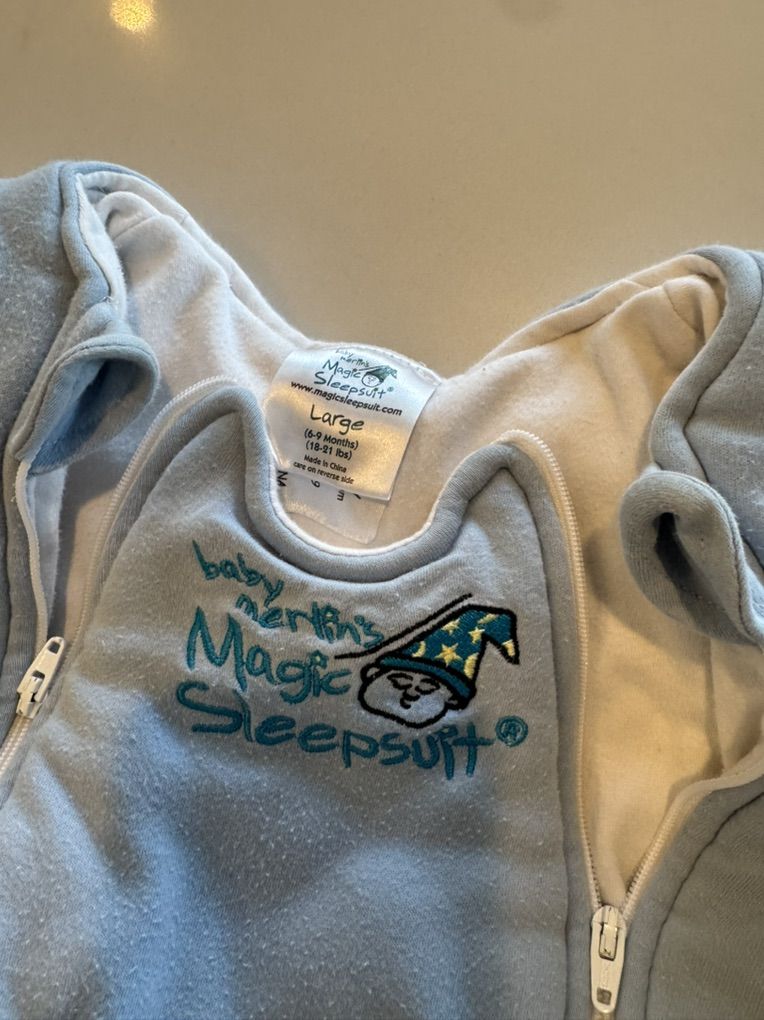 baby
merlin's
Magic
Sleepsuit®
www.magicsleepsuit.com
Large
(6-9 Months)
(18-21 lbs)
Made in China
care on reverse side
baby
merlin's
Magic
Sleepsuit®